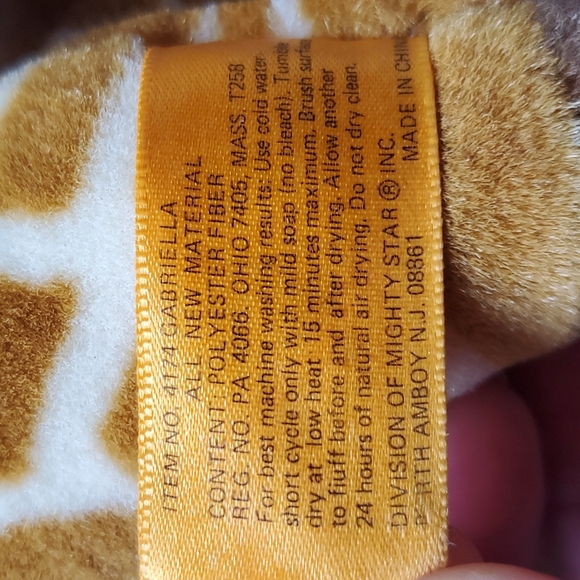 ITEM NO. 4174 GABRIELLA
ALL NEW MATERIAL
CONTENT: POLYESTER FIBER
REG. NO. PA. 4066, OHIO 7405, MASS. T258
For best machine washing results: Use cold water-
short cycle only with mild soap (no bleach). Tumble
dry at "low heat" 15 minutes maximum. Brush surface
to fluff before and after drying. Allow another
24 hours of natural air drying. Do not dry clean.
DIVISION OF MIGHTY STAR ® INC.
PERTH AMBOY NJ. 08861 MADE IN CHINA